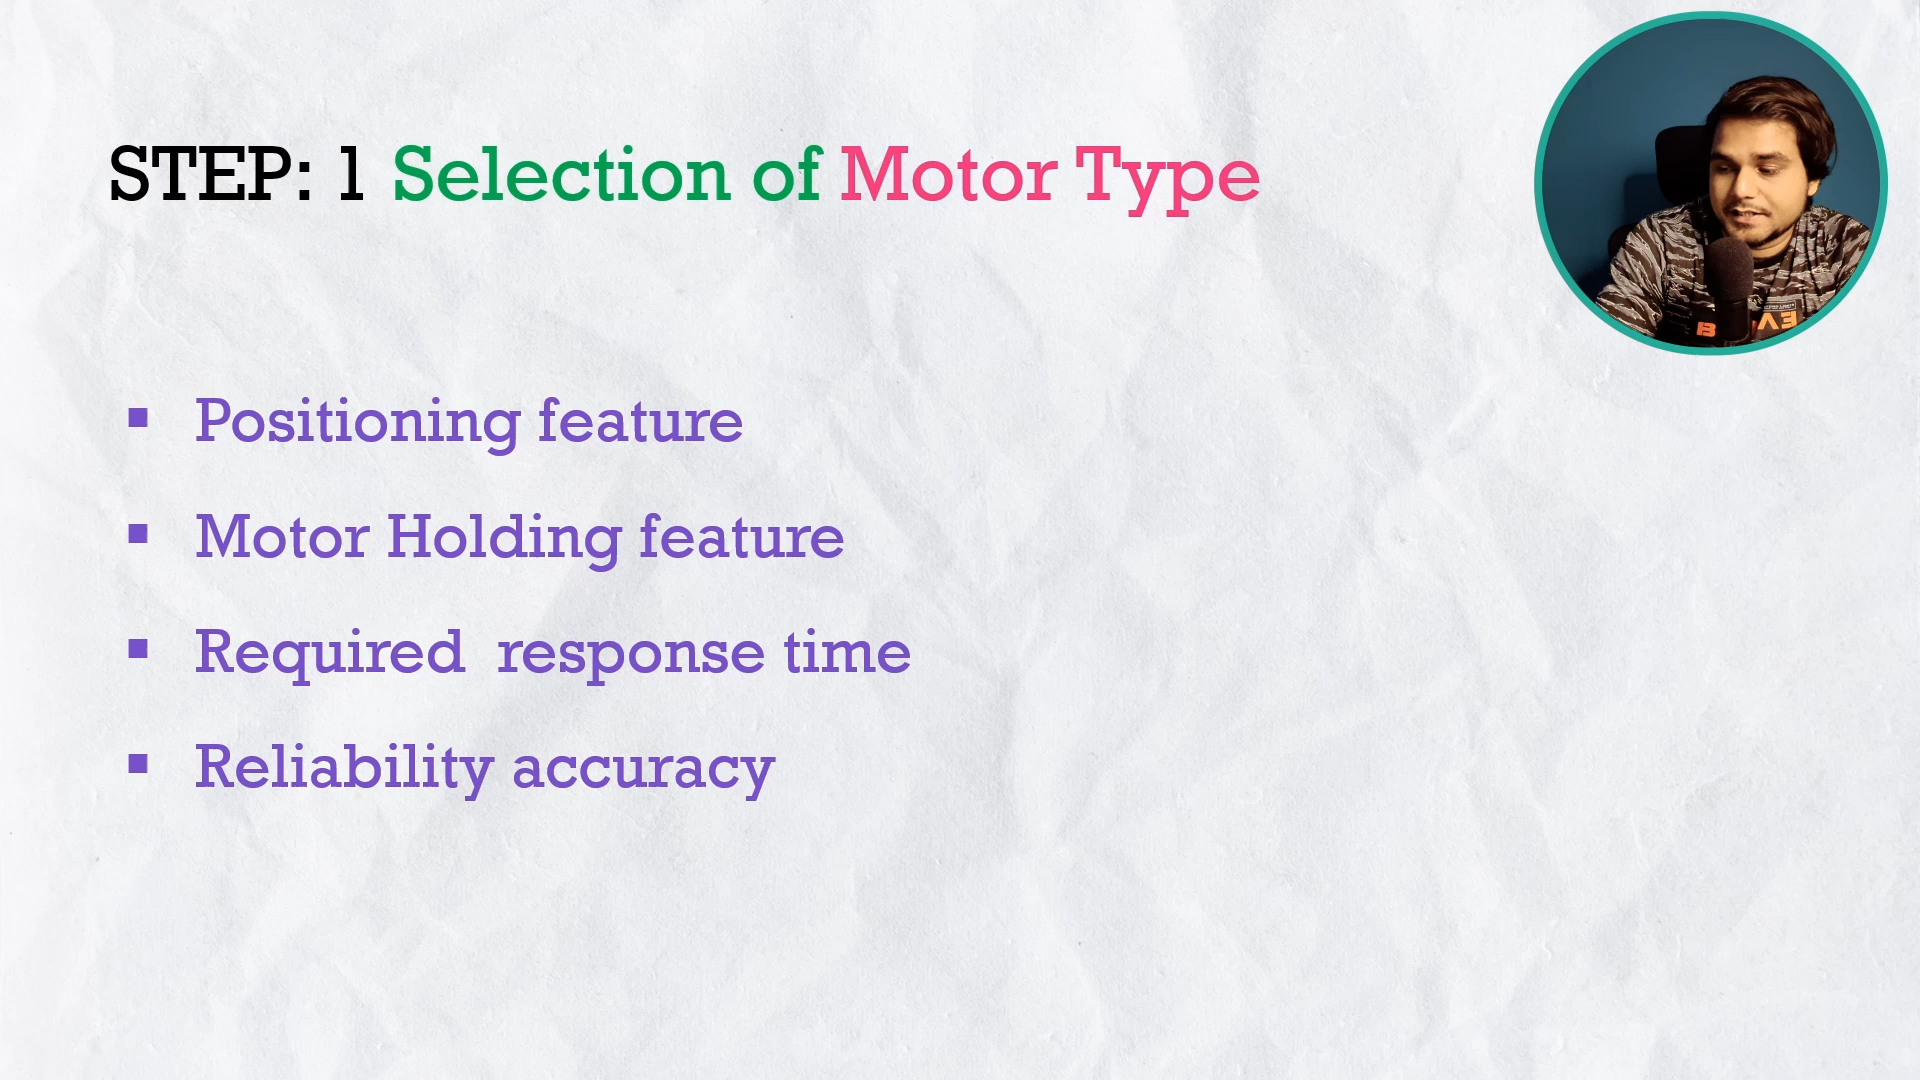 STEP: 1 Selection of Motor Type
Positioning feature
Motor Holding feature
Required  response time
Reliability accuracy